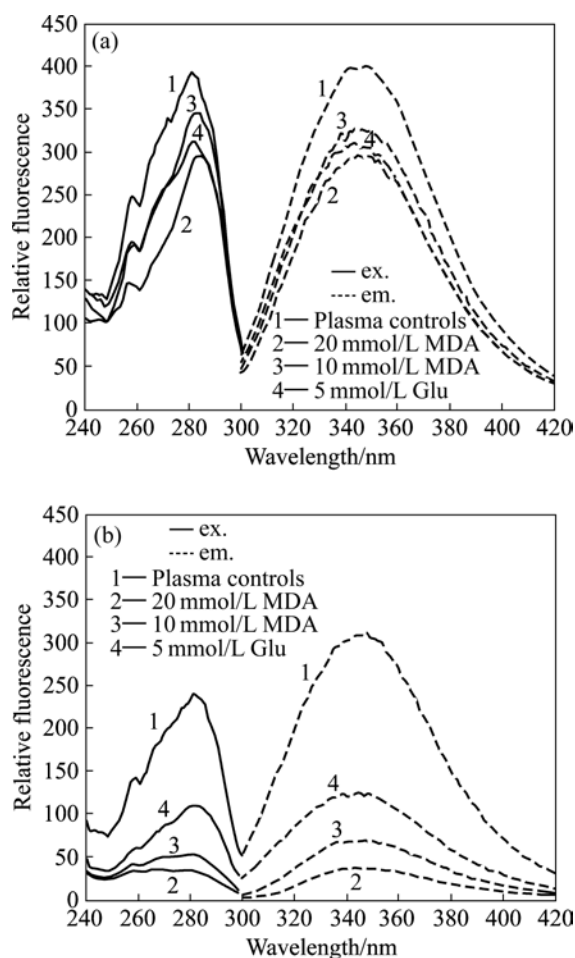 (a)
450
400
350
300
250
200
150
100
50
0
Relative fluorescence
1
3
4
2
1
3
4
2
ex.
em.
1 Plasma controls
2 20 mmol/L MDA
3 10 mmol/L MDA
4 5 mmol/L Glu
240 260 280 300 320 340 360 380 400 420
Wavelength/nm
(b)
450
400
350
300
250
200
150
100
50
0
Relative fluorescence
ex.
em.
1 Plasma controls
2 20 mmol/L MDA
3 10 mmol/L MDA
4 5 mmol/L Glu
1
4
3
2
1
4
3
2
240 260 280 300 320 340 360 380 400 420
Wavelength/nm